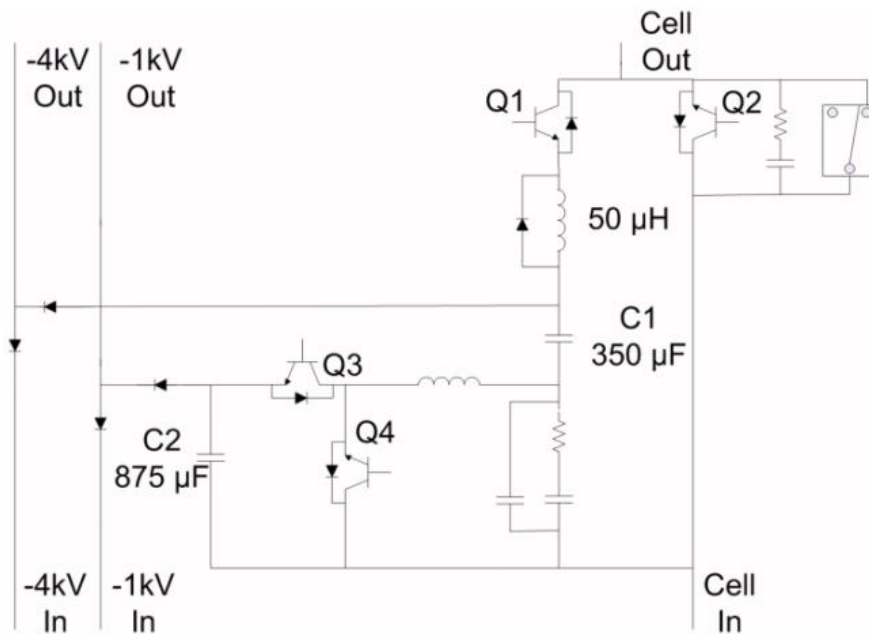 -4kV
Out
-1kV
Out
Cell
Out
Q1
Q2
50 µH
C1
350 µF
Q3
Q4
C2
875 µF
-4kV
In
-1kV
In
Cell
In